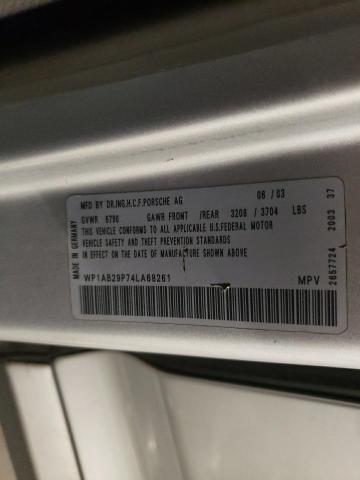 MFD BY DR.ING.H.C.F.PORSCHE AG 06 / 03
GVWR 6790 GAWR FRONT /REAR 3208 / 3704 LBS
THIS VEHICLE CONFORMS TO ALL APPLICABLE U.S.FEDERAL MOTOR
VEHICLE SAFETY AND THEFT PREVENTION STANDARDS
IN EFFECT ON THE DATE OF MANUFACTURE SHOWN ABOVE
WP1AB29P74LA68261 MPV
MADE IN GERMANY
2657724 2003 37